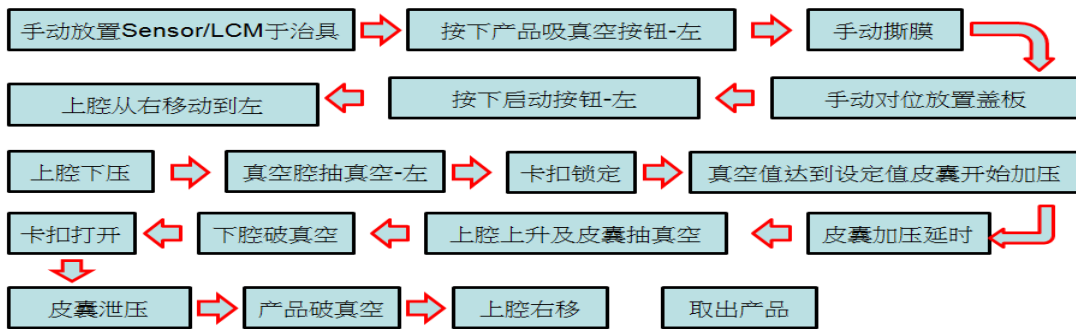 手动放置Sensor/LCM于治具
按下产品吸真空按钮-左
手动撕膜
手动对位放置盖板
按下启动按钮-左
上腔从右移动到左
上腔下压
真空腔抽真空-左
卡扣锁定
真空值达到设定值皮囊开始加压
皮囊加压延时
上腔上升及皮囊抽真空
下腔破真空
卡扣打开
皮囊泄压
产品破真空
上腔右移
取出产品